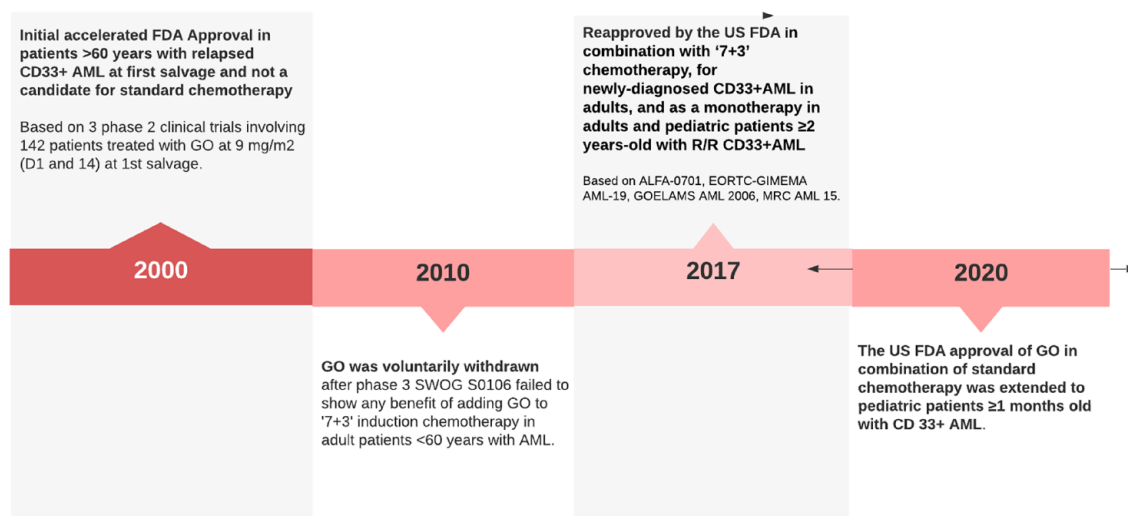 Initial accelerated FDA Approval in
patients >60 years with relapsed
CD33+ AML at first salvage and not a
candidate for standard chemotherapy
Based on 3 phase 2 clinical trials involving
142 patients treated with GO at 9 mg/m2
(D1 and 14) at 1st salvage.
2000
2010
GO was voluntarily withdrawn
after phase 3 SWOG S0106 failed to
show any benefit of adding GO to
'7+3' induction chemotherapy in
adult patients <60 years with AML.
Reapproved by the US FDA in
combination with ‘7+3’
chemotherapy, for
newly-diagnosed CD33+AML in
adults, and as a monotherapy in
adults and pediatric patients ≥2
years-old with R/R CD33+AML
Based on ALFA-0701, EORTC-GIMEMA
AML-19, GOELAMS AML 2006, MRC AML 15.
2017
2020
The US FDA approval of GO in
combination of standard
chemotherapy was extended to
pediatric patients ≥1 months old
with CD 33+ AML.